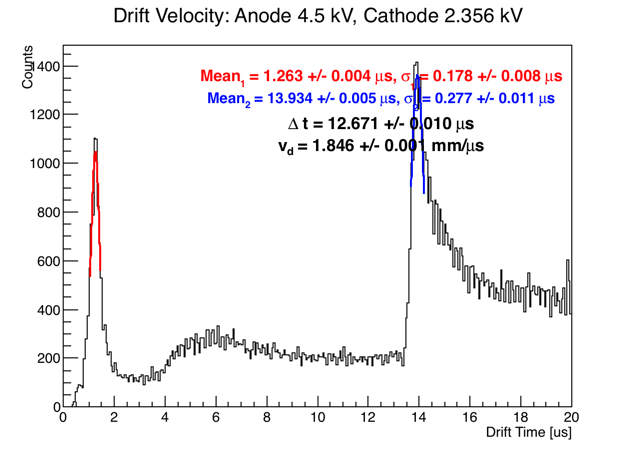 Drift Velocity: Anode 4.5 kV, Cathode 2.356 kV
Counts
1400
1200
1000
800
600
400
200
0
Mean1 = 1.263 +/- 0.004 μs, σ1 = 0.178 +/- 0.008 μs
Mean2 = 13.934 +/- 0.005 μs, σ2 = 0.277 +/- 0.011 μs
Δ t = 12.671 +/- 0.010 μs
vd = 1.846 +/- 0.001 mm/μs
0 2 4 6 8 10 12 14 16 18 20
Drift Time [us]